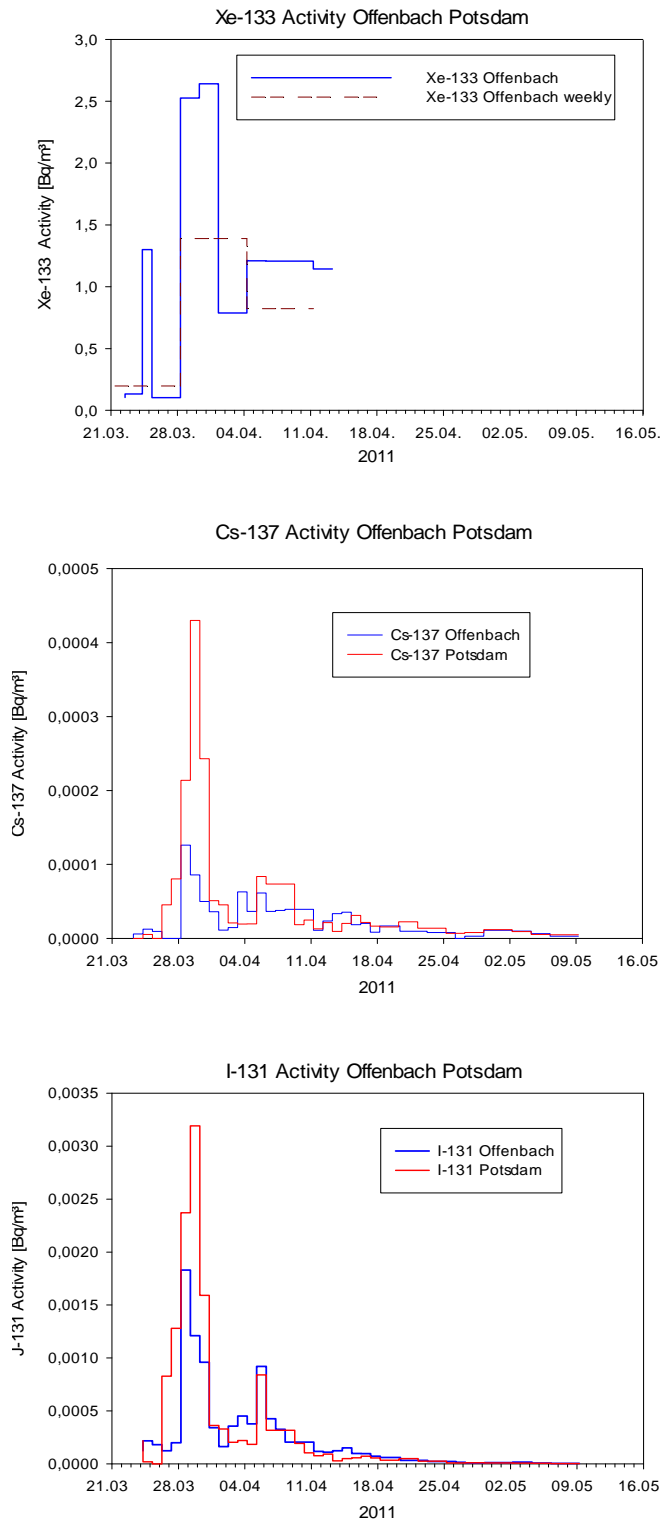 Xe-133 Activity Offenbach Potsdam
3,0
2,5
2,0
1,5
1,0
0,5
0,0
Xe-133 Activity [Bq/m³]
Xe-133 Offenbach
Xe-133 Offenbach weekly
21.03. 28.03. 04.04. 11.04. 18.04. 25.04. 02.05. 09.05. 16.05.
2011
Cs-137 Activity Offenbach Potsdam
0,0005
0,0004
0,0003
0,0002
0,0001
0,0000
Cs-137 Activity [Bq/m³]
Cs-137 Offenbach
Cs-137 Potsdam
21.03 28.03 04.04 11.04 18.04 25.04 02.05 09.05 16.05
2011
I-131 Activity Offenbach Potsdam
0,0035
0,0030
0,0025
0,0020
0,0015
0,0010
0,0005
0,0000
J-131 Activity [Bq/m³]
I-131 Offenbach
I-131 Potsdam
21.03 28.03 04.04 11.04 18.04 25.04 02.05 09.05 16.05
2011